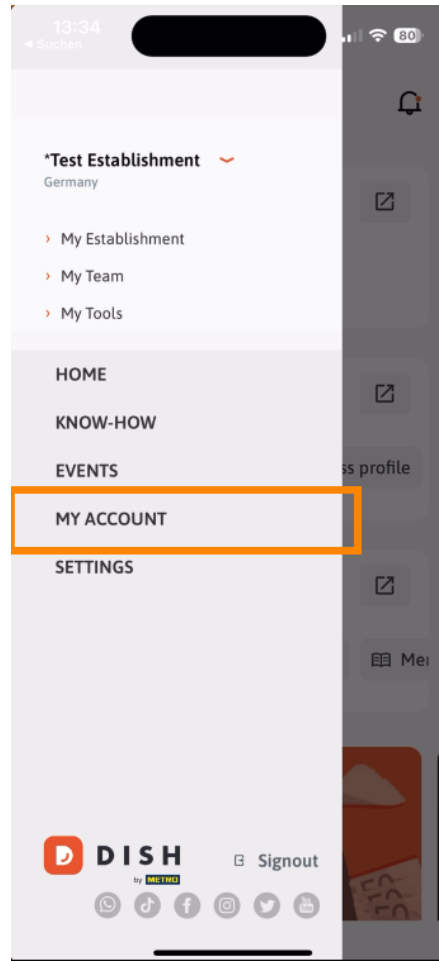 13:34
◂ Suchen
80
*Test Establishment
Germany
› My Establishment
› My Team
› My Tools
HOME
KNOW-HOW
EVENTS
ss profile
MY ACCOUNT
SETTINGS
Me
DISH
by METRO
Signout